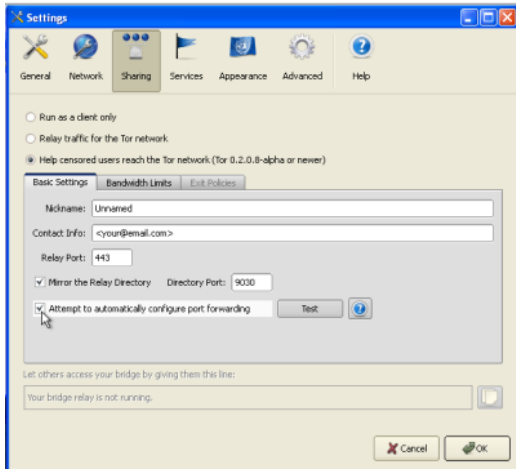 Settings
General Network Sharing Services Appearance Advanced Help
Run as a client only
Relay traffic for the Tor network
Help censored users reach the Tor network (Tor 0.2.0.8-alpha or newer)
Basic Settings Bandwidth Limits Exit Policies
Nickname: Unnamed
Contact Info: <your@email.com>
Relay Port: 443
Mirror the Relay Directory Directory Port: 9030
Attempt to automatically configure port forwarding Test
Let others access your bridge by giving them this line:
Your bridge relay is not running.
Cancel OK